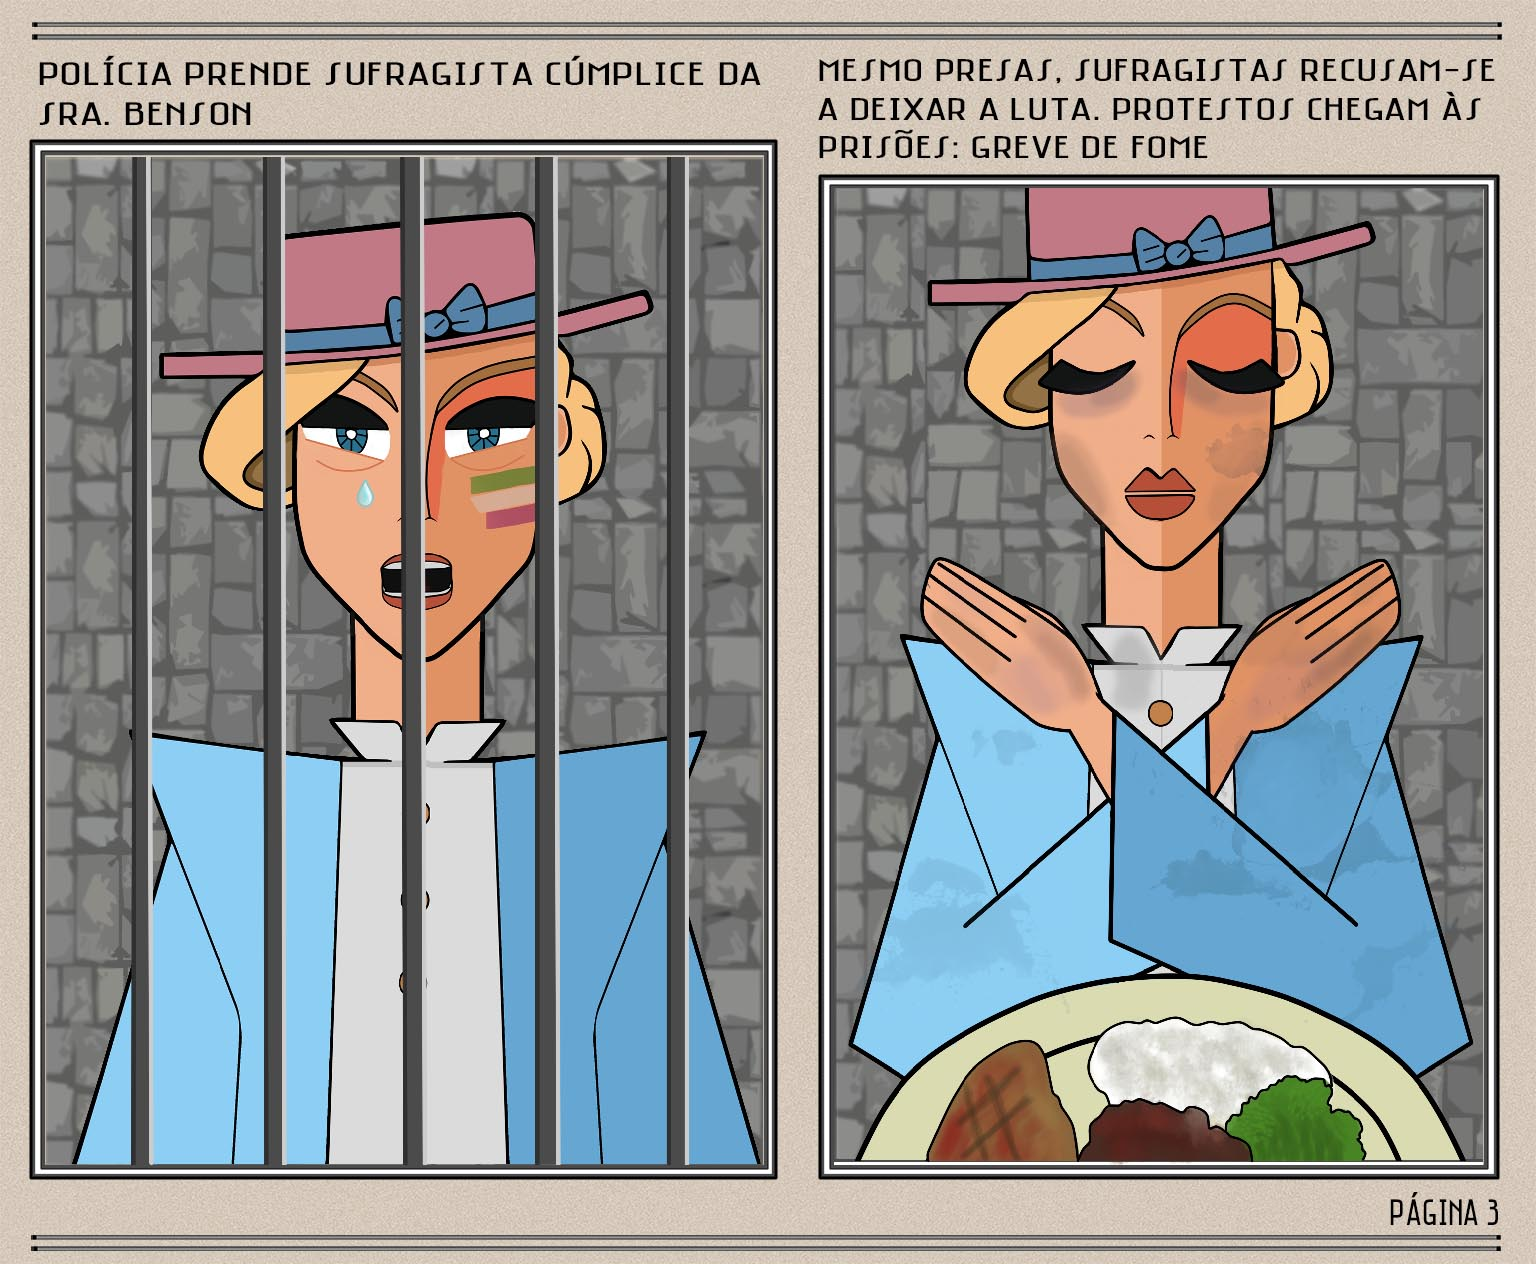 POLÍCIA PRENDE SUFRAGISTA CÚMPLICE DA
SRA. BENSON
MESMO PRESAS, SUFRAGISTAS RECUSAM-SE
A DEIXAR A LUTA. PROTESTOS CHEGAM ÀS
PRISÕES: GREVE DE FOME
PÁGINA 3